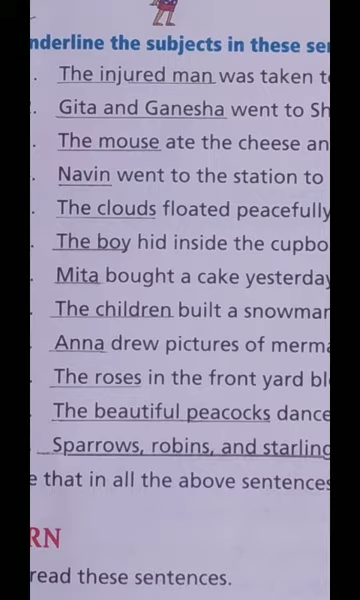 nderline the subjects in these se
. The injured man was taken t
. Gita and Ganesha went to Sh
. The mouse ate the cheese an
. Navin went to the station to
. The clouds floated peacefully
. The boy hid inside the cupbo
. Mita bought a cake yesterday
. The children built a snowman
. Anna drew pictures of merma
. The roses in the front yard bl
. The beautiful peacocks dance
Sparrows, robins, and starling
e that in all the above sentences
RN
read these sentences.